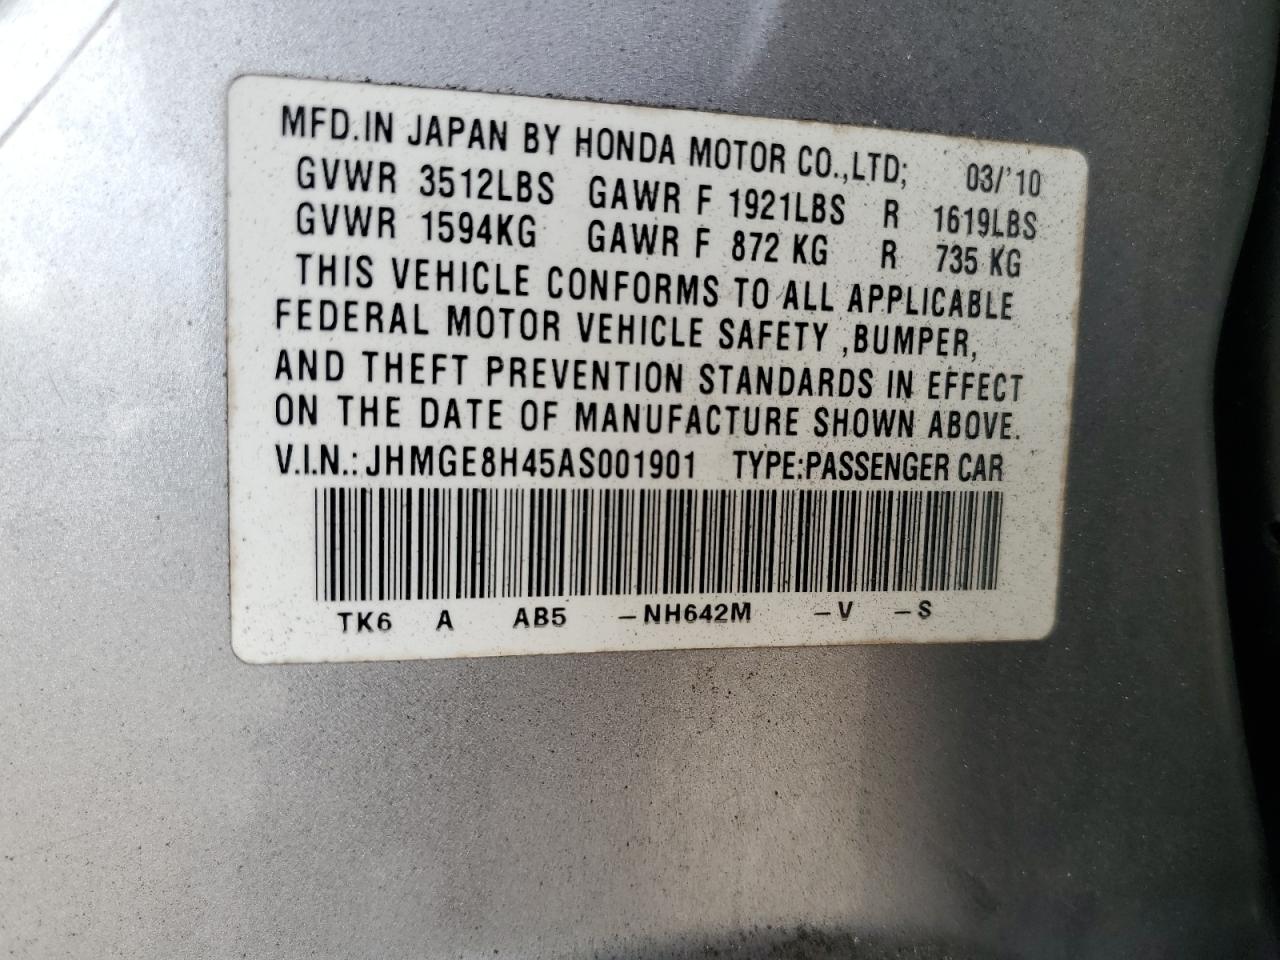 MFD.IN JAPAN BY HONDA MOTOR CO.,LTD; 03/'10
GVWR 3512LBS GAWR F 1921LBS R 1619LBS
GVWR 1594KG GAWR F 872 KG R 735 KG
THIS VEHICLE CONFORMS TO ALL APPLICABLE
FEDERAL MOTOR VEHICLE SAFETY ,BUMPER,
AND THEFT PREVENTION STANDARDS IN EFFECT
ON THE DATE OF MANUFACTURE SHOWN ABOVE.
V.I.N.: JHMGE8H45AS001901 TYPE:PASSENGER CAR
TK6 A AB5 –NH642M –V –S